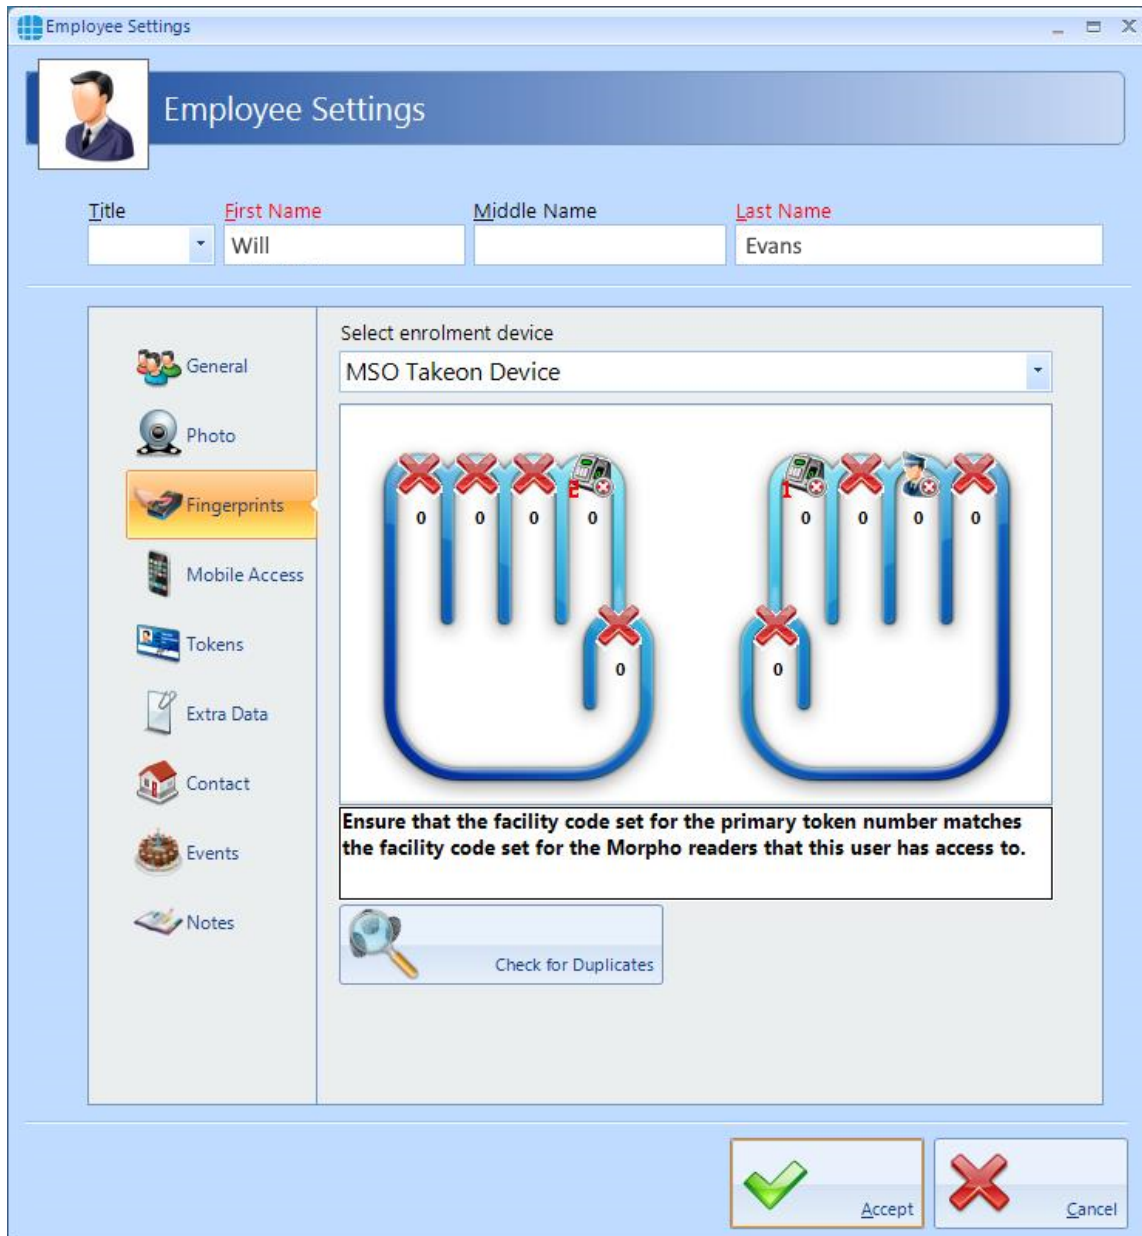 Employee Settings
Employee Settings
Title First Name Middle Name Last Name
Will Evans
General
Photo
Fingerprints
Mobile Access
Tokens
Extra Data
Contact
Events
Notes
Select enrolment device
MSO Takeon Device
0 0 0 0 0 0 0 0
0 0
Ensure that the facility code set for the primary token number matches
the facility code set for the Morpho readers that this user has access to.
Check for Duplicates
Accept Cancel